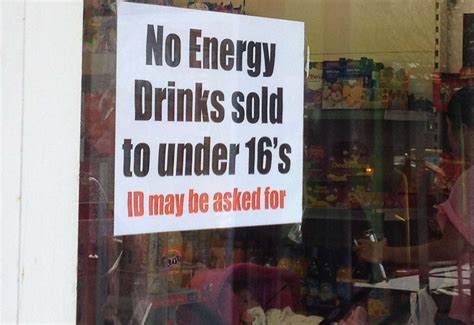 No Energy
Drinks sold
to under 16's
ID may be asked for